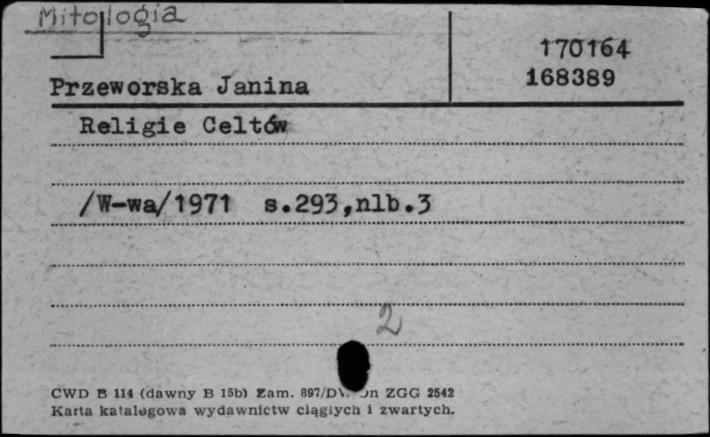 Mitologia
170164
Przeworska Janina
168389
Religie Celtów
/W-wa/1971 s.293,nlb.3
2
CWD B 114 (dawny B 15b) Zam. 897/ ZGG 2542
Karta katalogowa wydawnictw ciągłych i zwartych.